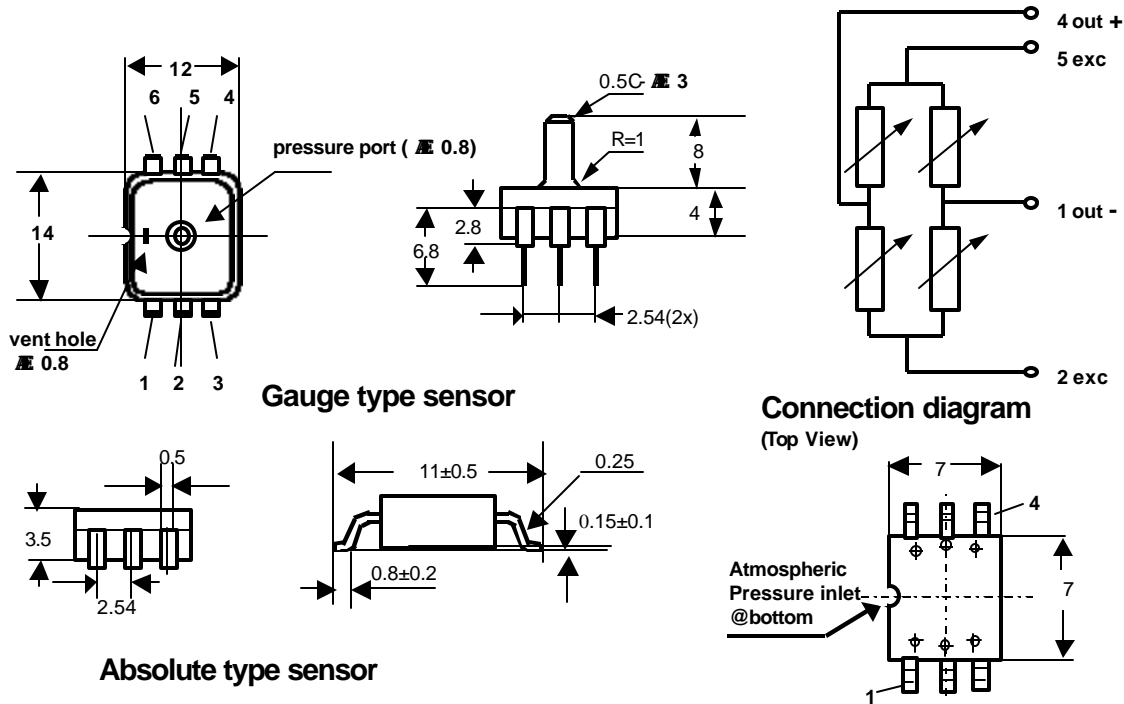 12
6 5 4
pressure port ( Æ 0.8)
14
vent hole
Æ 0.8
1 2 3
0.5C- Æ 3
R=1
8
4
2.8
6.8
2.54(2x)
Gauge type sensor
4 out +
5 exc
1 out -
2 exc
Connection diagram
(Top View)
0.5
3.5
2.54
11±0.5
0.25
0.15±0.1
0.8±0.2
Absolute type sensor
7
4
Atmospheric
Pressure inlet
@bottom
7
1